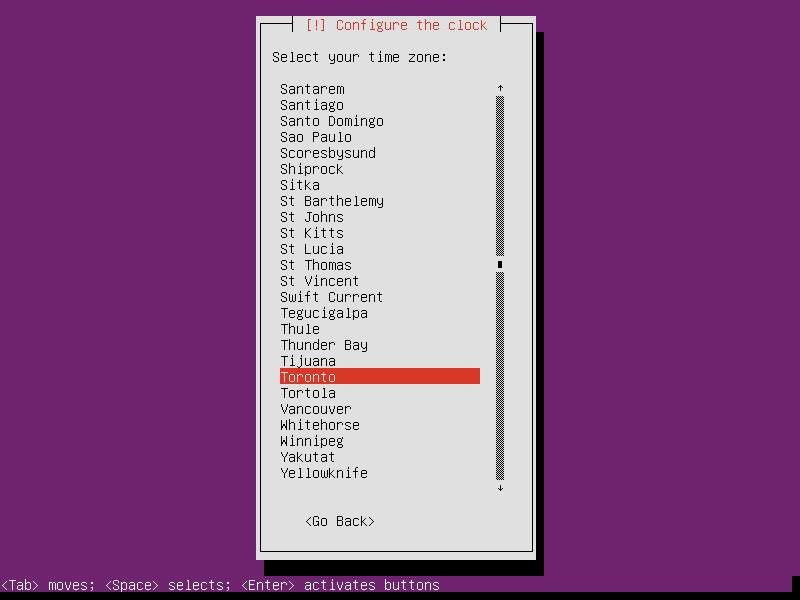 [!] Configure the clock
Select your time zone:
Santarem
Santiago
Santo Domingo
Sao Paulo
Scoresbysund
Shiprock
Sitka
St Barthelemy
St Johns
St Kitts
St Lucia
St Thomas
St Vincent
Swift Current
Tegucigalpa
Thule
Thunder Bay
Tijuana
Toronto
Tortola
Vancouver
Whitehorse
Winnipeg
Yakutat
Yellowknife
<Go Back>
<Tab> moves; <Space> selects; <Enter> activates buttons